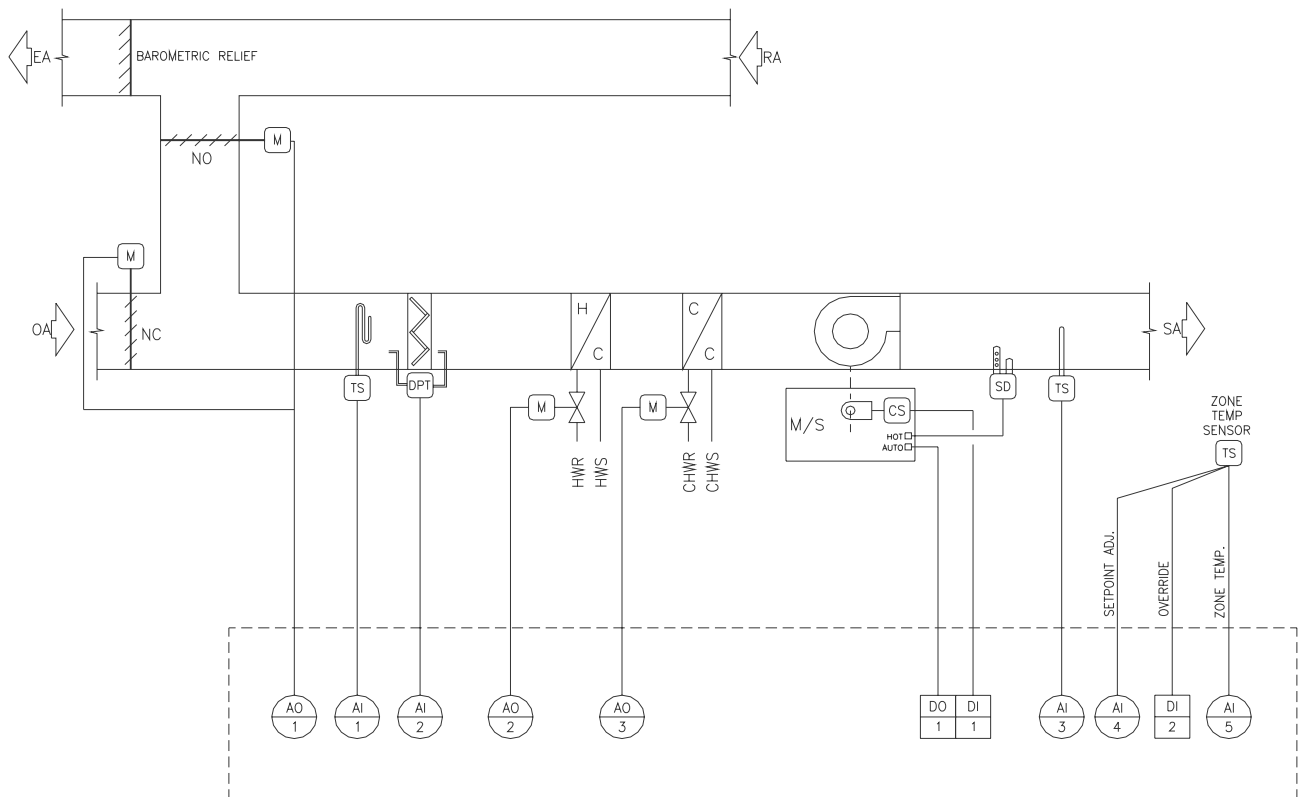 EA
BAROMETRIC RELIEF
RA
M
NO
M
OA
NC
H
C
C
C
SA
TS
DPT
SD
TS
M
M
M/S
CS
HOT
AUTO
ZONE
TEMP
SENSOR
TS
HWR
HWS
CHWR
CHWS
SETPOINT ADJ.
OVERRIDE
ZONE TEMP.
AO
1
AI
1
AI
2
AO
2
AO
3
DO
1
DI
1
AI
3
AI
4
DI
2
AI
5